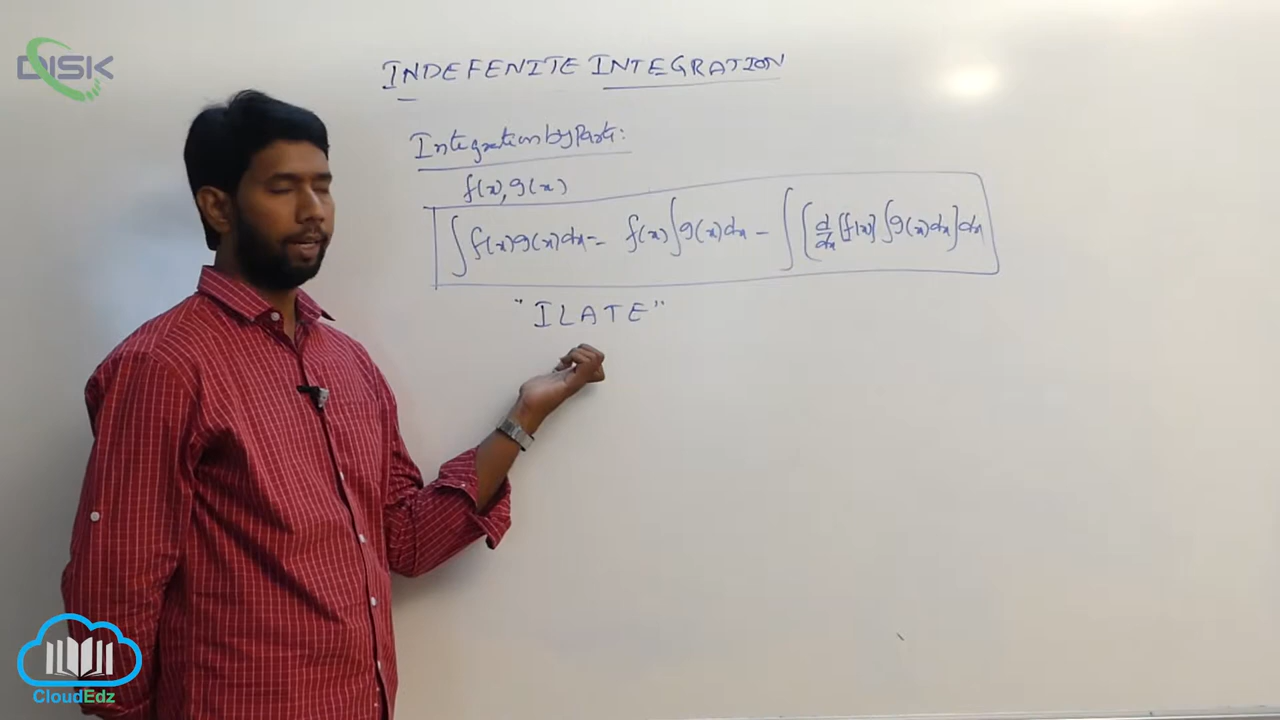 DISK
INDEFENITE INTEGRATION
Integration by Parts:
f(x), g(x)
∫f(x)g(x)dx = f(x)∫g(x)dx - ∫[d/dx[f(x)]∫g(x)dx]dx
"ILATE"
CloudEdz